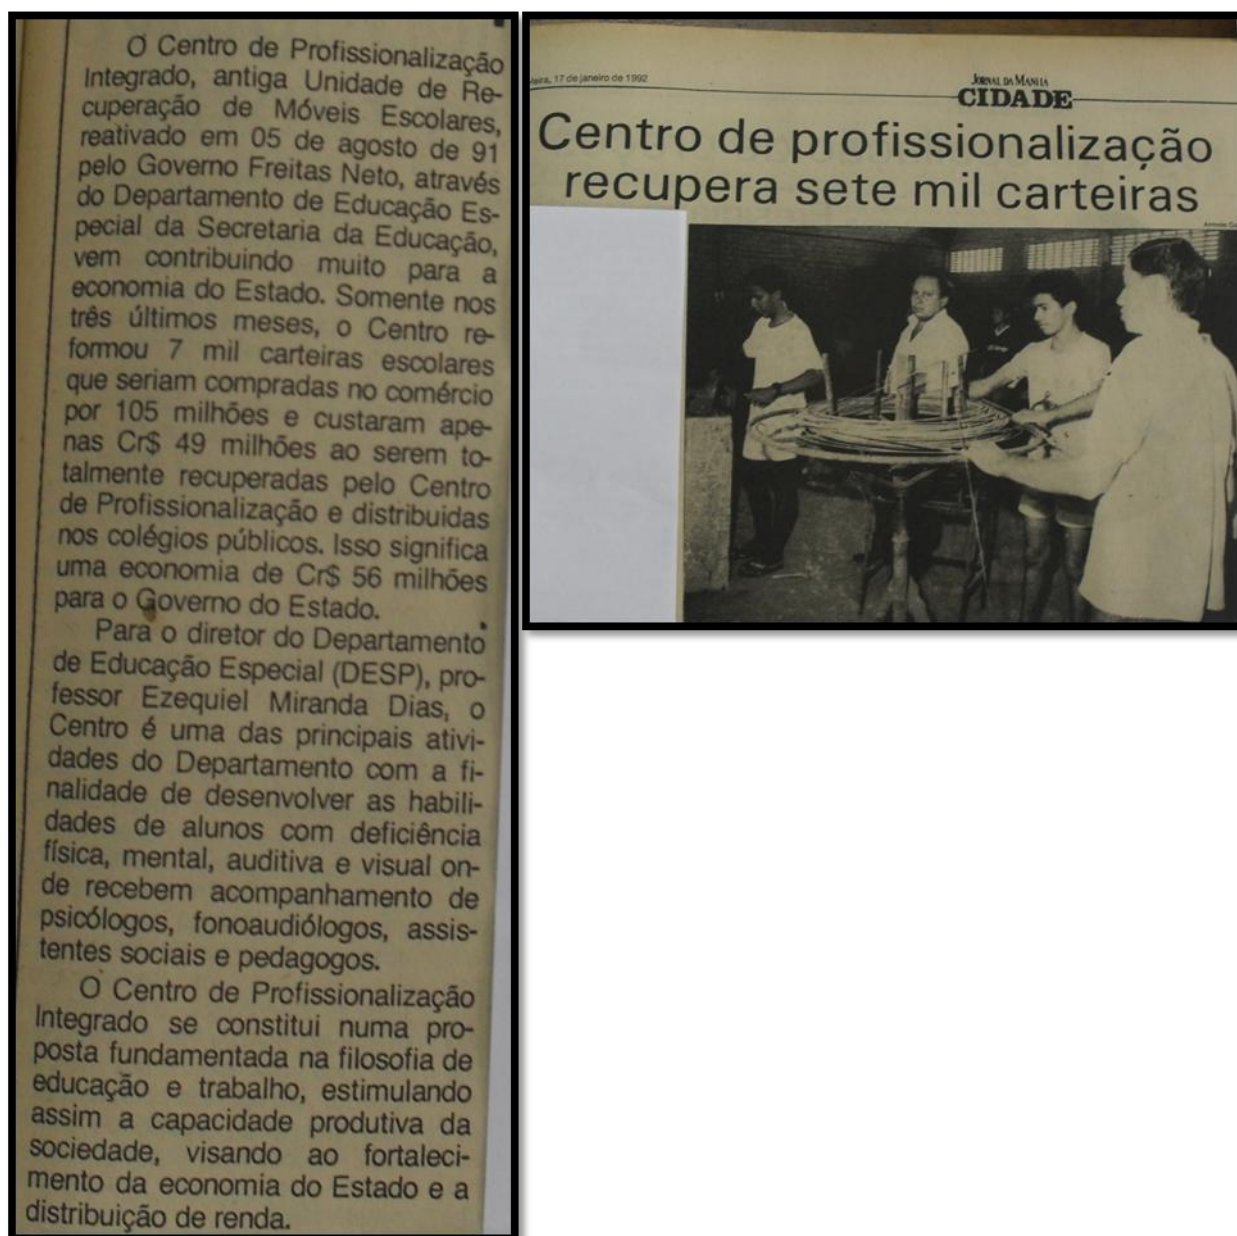 O Centro de Profissionalização
Integrado, antiga Unidade de Re-
cuperação de Móveis Escolares,
reativado em 05 de agosto de 91
pelo Governo Freitas Neto, através
do Departamento de Educação Es-
pecial da Secretaria da Educação,
vem contribuindo muito para a
economia do Estado. Somente nos
três últimos meses, o Centro re-
formou 7 mil carteiras escolares
que seriam compradas no comércio
por 105 milhões e custaram ape-
nas Cr$ 49 milhões ao serem to-
talmente recuperadas pelo Centro
de Profissionalização e distribuidas
nos colégios públicos. Isso significa
uma economia de Cr$ 56 milhões
para o Governo do Estado.
Para o diretor do Departamento
de Educação Especial (DESP), pro-
fessor Ezequiel Miranda Dias, o
Centro é uma das principais ativi-
dades do Departamento com a fi-
nalidade de desenvolver as habili-
dades de alunos com deficiência
física, mental, auditiva e visual on-
de recebem acompanhamento de
psicólogos, fonoaudiólogos, assis-
tentes sociais e pedagogos.
O Centro de Profissionalização
Integrado se constitui numa pro-
posta fundamentada na filosofia de
educação e trabalho, estimulando
assim a capacidade produtiva da
sociedade, visando ao fortaleci-
mento da economia do Estado e a
distribuição de renda.
17 de janeiro de 1992
JORNAL DA MANHÃ
CIDADE
Centro de profissionalização
recupera sete mil carteiras